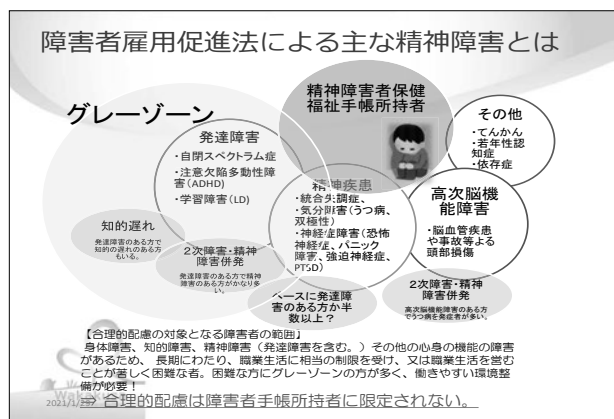 障害者雇用促進法による主な精神障害とは
グレーゾーン
精神障害者保健
福祉手帳所持者
その他
・てんかん
・若年性認
知症
・依存症
発達障害
・自閉スペクトラム症
・注意欠陥多動性障
害(ADHD)
・学習障害(LD)
精神疾患
・統合失調症、
・気分障害(うつ病、
双極性)
・神経症障害(恐怖
神経症、パニック
障害、強迫神経症、
PTSD)
高次脳機
能障害
・脳血管疾患
や事故等よる
頭部損傷
知的遅れ
発達障害のある方で
知的の遅れのある方
もいる。
2次障害・精神
障害併発
発達障害のある方で精神
障害のある方がかなり多
い。
ベースに発達障
害のある方か半
数以上？
2次障害・精神
障害併発
高次脳機能障害のある方
でうつ病を発症者が多い。
【合理的配慮の対象となる障害者の範囲】
身体障害、知的障害、精神障害（発達障害を含む。）その他の心身の機能の障害
があるため、長期にわたり、職業生活に相当の制限を受け、又は職業生活を営む
ことが著しく困難な者。困難な方にグレーゾーンの方が多く、働きやすい環境整
備が必要！
⇒ 合理的配慮は障害者手帳所持者に限定されない。